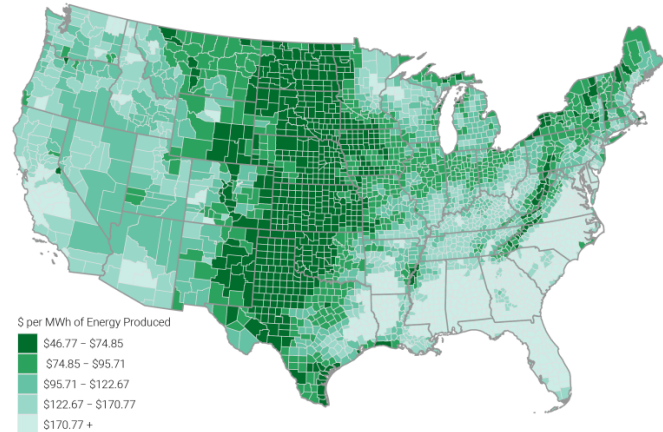 $ per MWh of Energy Produced
$46.77 – $74.85
$74.85 – $95.71
$95.71 – $122.67
$122.67 – $170.77
$170.77 +